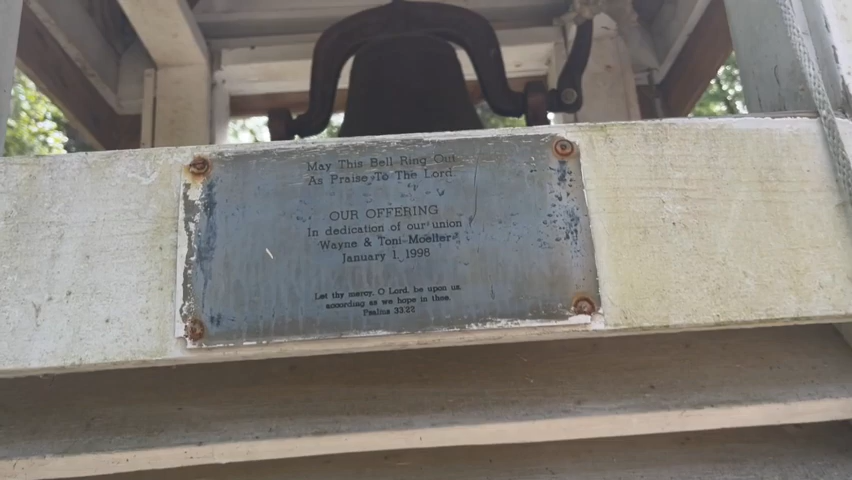 May This Bell Ring Out
As Praise To The Lord
OUR OFFERING
In dedication of our union
Wayne & Toni Moeller
January 1, 1998
Let thy mercy, O Lord, be upon us,
according as we hope in thee.
Psalms 33:22